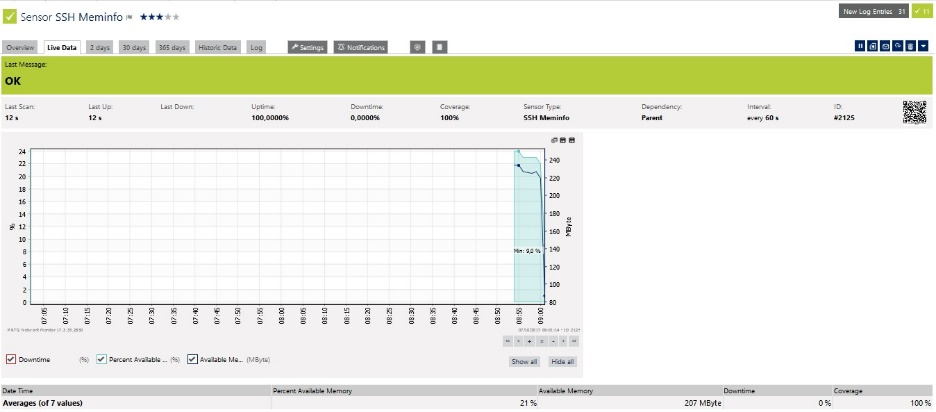 Sensor SSH Meminfo
New Log Entries 31
11
Overview Live Data 2 days 30 days 365 days Historic Data Log Settings Notifications
Last Message:
OK
Last Scan: Last Up: Last Down: Uptime: Downtime: Coverage: Sensor Type: Dependency: Interval: ID:
12 s 12 s 100,0000% 0,0000% 100% SSH Meminfo Parent every 60 s #2125
24
22
20
18
16
14
12
10
8
6
4
2
0
%
240
220
200
180
160
140
120
100
80
MByte
Min: 9,0 %
07:05 07:10 07:15 07:20 07:25 07:30 07:35 07:40 07:45 07:50 07:55 08:00 08:05 08:10 08:15 08:20 08:25 08:30 08:35 08:40 08:45 08:50 08:55 09:00
Downtime (%) Percent Available ... (%) Available Me... (MByte)
Show all Hide all
Date Time Percent Available Memory Available Memory Downtime Coverage
Averages (of 7 values) 21 % 207 MByte 0 % 100 %